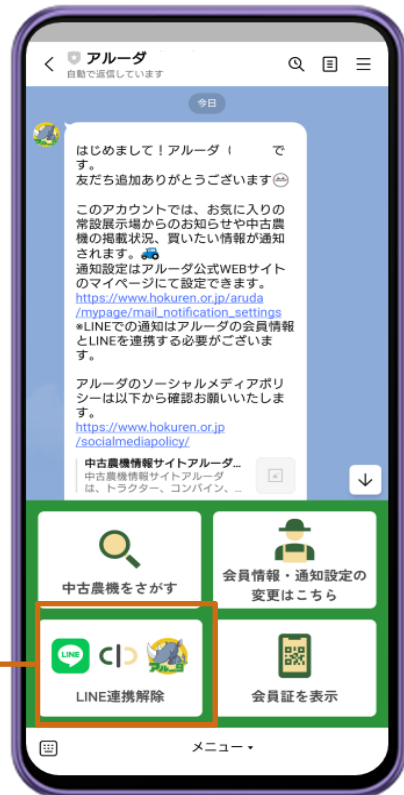 アルーダ
自動で返信しています
今日
はじめまして！アルーダ（ で
す。
友だち追加ありがとうございます
このアカウントでは、お気に入りの
常設展示場からのお知らせや中古農
機の掲載状況、買いたい情報が通知
されます。
通知設定はアルーダ公式WEBサイト
のマイページにて設定できます。
https://www.hokuren.or.jp/aruda
/mypage/mail_notification_settings
※LINEでの通知はアルーダの会員情報
とLINEを連携する必要がございま
す。
アルーダのソーシャルメディアポリ
シーは以下から確認お願いいたしま
す。
https://www.hokuren.or.jp
/socialmediapolicy/
中古農機情報サイトアルーダ...
中古農機情報サイトアルーダ
は、トラクター、コンバイン、...
中古農機をさがす
会員情報・通知設定の
変更はこちら
LINE
アルーダ
LINE連携解除
会員証を表示
メニュー